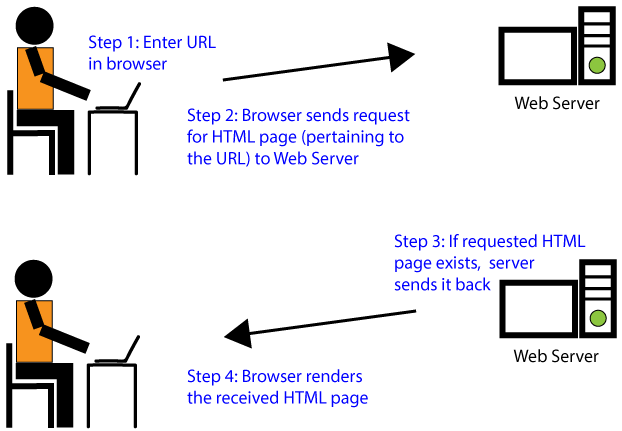 Step 1: Enter URL
in browser
Step 2: Browser sends request
for HTML page (pertaining to
the URL) to Web Server
Web Server
Step 3: If requested HTML
page exists, server
sends it back
Web Server
Step 4: Browser renders
the received HTML page